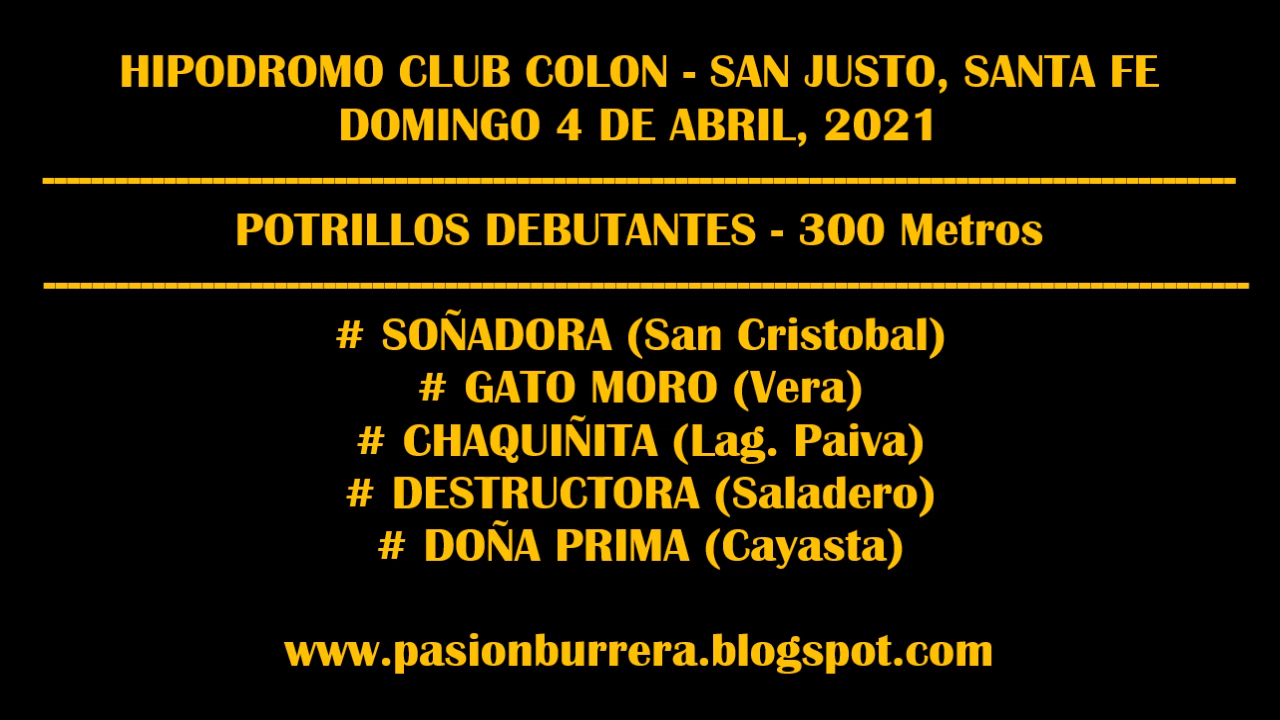 HIPODROMO CLUB COLON - SAN JUSTO, SANTA FE
DOMINGO 4 DE ABRIL, 2021
POTRILLOS DEBUTANTES - 300 Metros
# SOÑADORA (San Cristobal)
# GATO MORO (Vera)
# CHAQUIÑITA (Lag. Paiva)
# DESTRUCTORA (Saladero)
# DOÑA PRIMA (Cayasta)
www.pasionburrera.blogspot.com